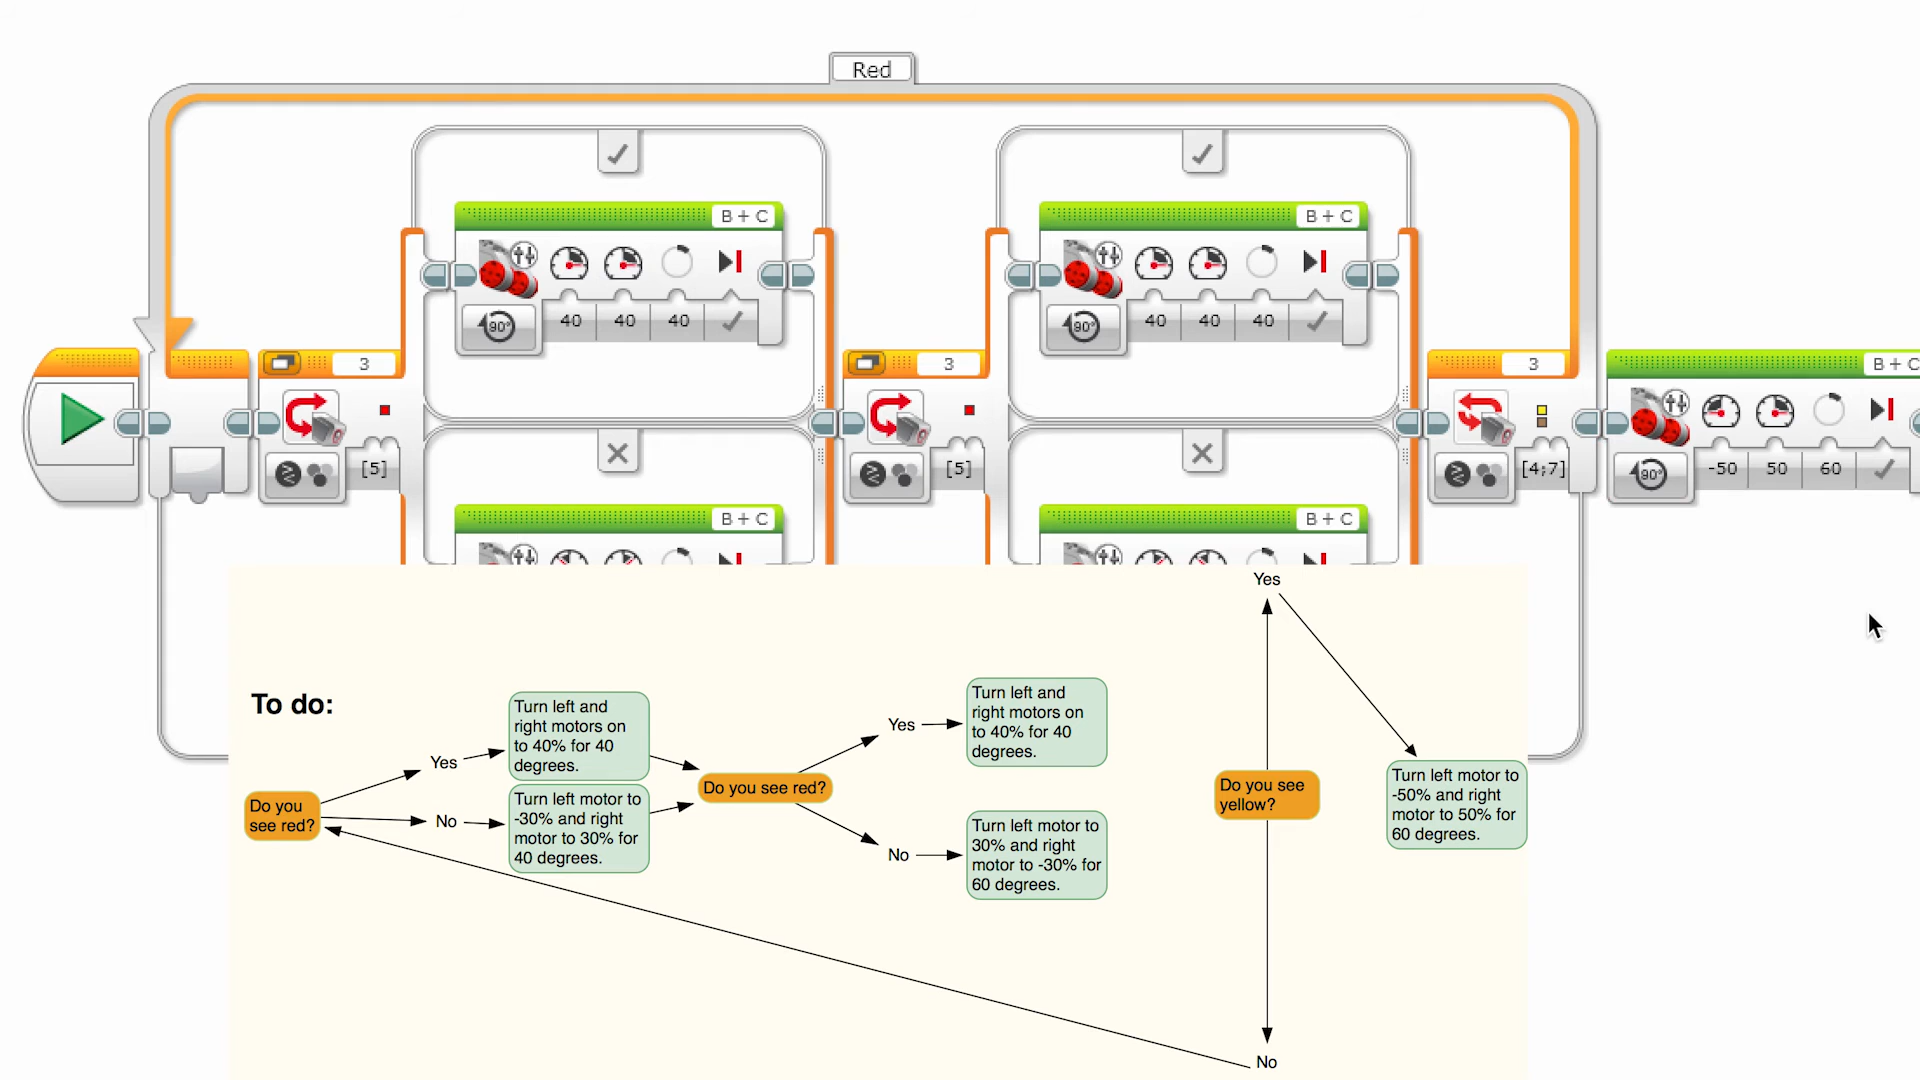 Red
B + C
B + C
90°
40
40
40
90°
40
40
40
3
3
3
B + C
[5]
[5]
[4;7]
90°
-50
50
60
B + C
B + C
To do:
Do you
see red?
Yes
No
Turn left and
right motors on
to 40% for 40
degrees.
Turn left motor to
-30% and right
motor to 30% for
40 degrees.
Do you see red?
Yes
No
Turn left and
right motors on
to 40% for 40
degrees.
Turn left motor to
30% and right
motor to -30% for
60 degrees.
Yes
Do you see
yellow?
No
Turn left motor to
-50% and right
motor to 50% for
60 degrees.